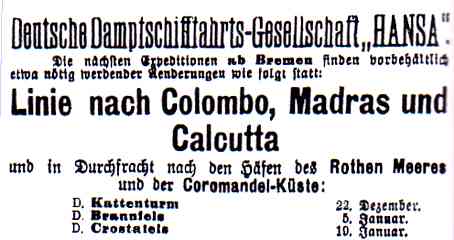 Deutsche Dampfschifffahrts-Gesellschaft „HANSA“.
Die nächsten Expeditionen ab Bremen finden vorbehältlich
etwa nötig werdender Aenderungen wie folgt statt:
Linie nach Colombo, Madras und
Calcutta
und in Durchfracht nach den Häfen des Rothen Meeres
und der Coromandel-Küste:
D. Kattenturm 22. Dezember.
D. Brannfels 5. Januar.
D. Crostafels 19. Januar.